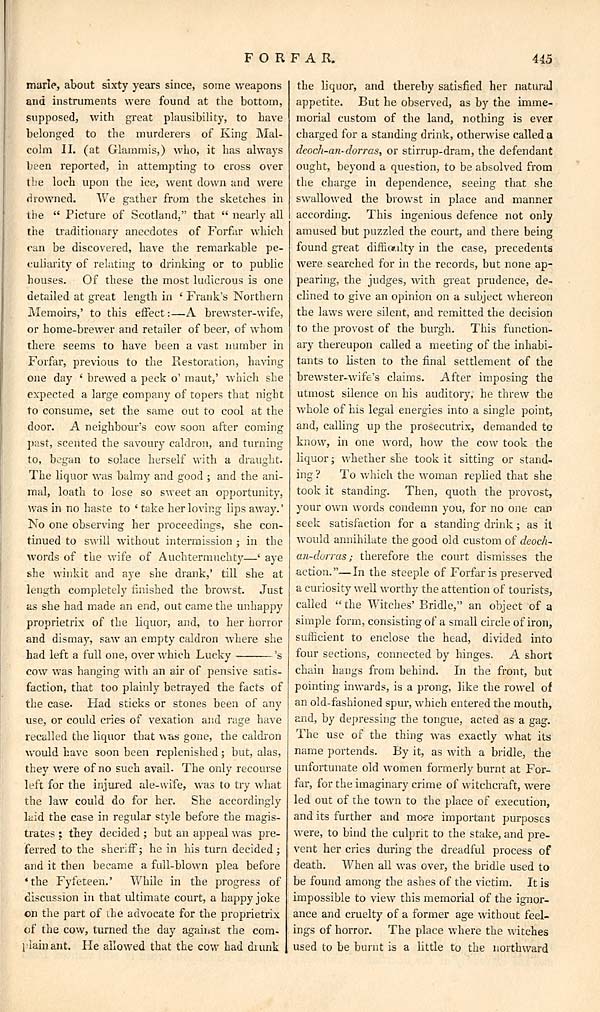 FORFAR.
445
marle, about sixty years since, some weapons
and instruments were found at the bottom,
supposed, with great plausibility, to have
belonged to the murderers of King Mal-
colm II. (at Glammis,) who, it has always
been reported, in attempting to cross over
the loch upon the ice, went down and were
drowned. We gather from the sketches in
the “ Picture of Scotland,” that “ nearly all
the traditionary anecdotes of Forfar which
can be discovered, have the remarkable pe-
culiarity of relating to drinking or to public
houses. Of these the most ludicrous is one
detailed at great length in ‘ Frank's Northern
Memoirs,’ to this effect:—A brewster-wife,
or home-brewer and retailer of beer, of whom
there seems to have been a vast number in
Forfar, previous to the Restoration, having
one day ‘ brewed a peck o' maut,’ which she
expected a large company of topers that night
to consume, set the same out to cool at the
door. A neighbour's cow soon after coming
past, scented the savoury caldron, and turning
to, began to solace herself with a draught.
The liquor was balmy and good ; and the ani-
mal, loath to lose so sweet an opportunity,
was in no haste to ‘ take her loving lips away.’
No one observing her proceedings, she con-
tinued to swill without intermission ; in the
words of the wife of Auchtermuchty—‘ aye
she winkit and aye she drank,’ till she at
length completely finished the browst. Just
as she had made an end, out came the unhappy
proprietrix of the liquor, and, to her horror
and dismay, saw an empty caldron where she
had left a full one, over which Lucky ——'s
cow was hanging with an air of pensive satis-
faction, that too plainly betrayed the facts of
the case. Had sticks or stones been of any
use, or could cries of vexation and rage have
recalled the liquor that was gone, the caldron
would have soon been replenished ; but, alas,
they were of no such avail. The only recourse
left for the injured ale-wife, was to try what
the law could do for her. She accordingly
laid the case in regular style before the magis-
trates ; they decided ; but an appeal was pre-
ferred to the sheriff; he in his turn decided ;
and it then became a full-blown plea before
‘ the Fyfeteen.’ While in the progress of
discussion in that ultimate court, a happy joke
on the part of the advocate for the proprietrix
of the cow, turned the day against the com-
plainant. He allowed that the cow had drunk
the liquor, and thereby satisfied her natural
appetite. But he observed, as by the imme-
morial custom of the land, nothing is ever
charged for a standing drink, otherwise called a
deoch-an-dorras, or stirrup-dram, the defendant
ought, beyond a question, to be absolved from
the charge in dependence, seeing that she
swallowed the browst in place and manner
according. This ingenious defence not only
amused but puzzled the court, and there being
found great difficulty in the case, precedents
were searched for in the records, but none ap-
pearing, the judges, with great prudence, de-
clined to give an opinion on a subject whereon
the laws were silent, and remitted the decision
to the provost of the burgh. This function-
ary thereupon called a meeting of the inhabi-
tants to listen to the final settlement of the
brewster-wife's claims. After imposing the
utmost silence on his auditory, he threw the
whole of his legal energies into a single point,
and, calling up the prosecutrix, demanded to
know, in one word, how the cow took the
liquor; whether she took it sitting or stand-
ing? To which the woman replied that she
took it standing. Then, quoth the provost,
your own words condemn you, for no one can
seek satisfaction for a standing drink ; as it
would annihilate the good old custom of deoch-
an-dorras; therefore the court dismisses the
action.”—In the steeple of Forfar is preserved
a curiosity well worthy the attention of tourists,
called “ the Witches' Bridle,” an object of a
simple form, consisting of a small circle of iron,
sufficient to enclose the head, divided into
four sections, connected by hinges. A short
chain hangs from behind. In the front, but
pointing inwards, is a prong, like the rowel of
an old-fashioned spur, which entered the mouth,
and, by depressing the tongue, acted as a gag.
The use of the thing was exactly what its
name portends. By it, as with a bridle, the
unfortunate old women formerly burnt at For-
far, for the imaginary crime of witchcraft, were
led out of the town to the place of execution,
and its further and more important purposes
were, to bind the culprit to the stake, and pre-
vent her cries during the dreadful process of
death. When all was over, the bridle used to
be found among the ashes of the victim. It is
impossible to view this memorial of the ignor-
ance and cruelty of a former age without feel-
ings of horror. The place where the witches
used to be burnt is a little to the northward